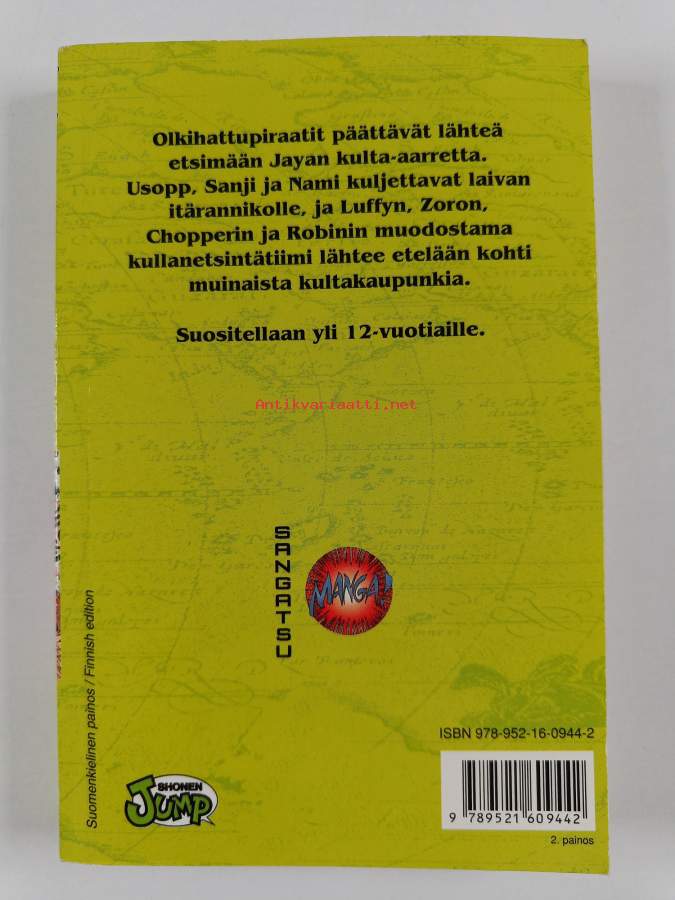 Olkihattupiraatit päättävät lähteä
etsimään Jayan kulta-aarretta.
Usopp, Sanji ja Nami kuljettavat laivan
itärannikolle, ja Luffyn, Zoron,
Chopperin ja Robinin muodostama
kullanetsintätiimi lähtee etelään kohti
muinaista kultakaupunkia.
Suositellaan yli 12-vuotiaille.
Antikvariaatti.net
SANGATSU
MANGA!
Suomenkielinen painos / Finnish edition
SHONEN
JUMP
ISBN 978-952-16-0944-2
9 789521 609442
2. painos